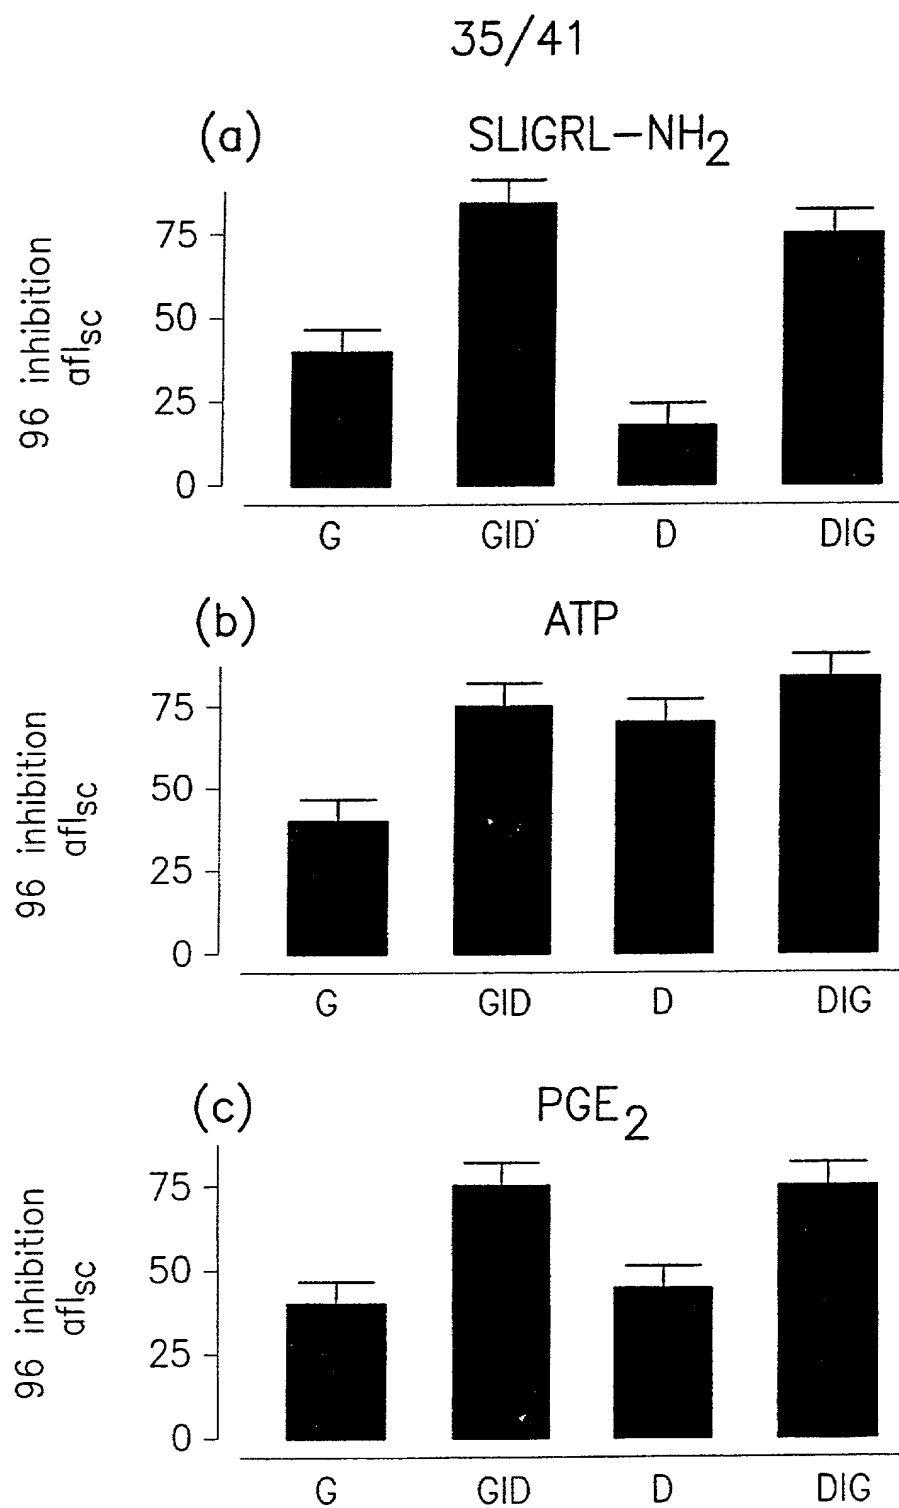 35/41
(a) SLIGRL-NH2
96 inhibition
aflsc
75
50
25
0
G GID D DIG
(b) ATP
96 inhibition
aflsc
75
50
25
0
G GID D DIG
(c) PGE2
96 inhibition
aflsc
75
50
25
0
G GID D DIG